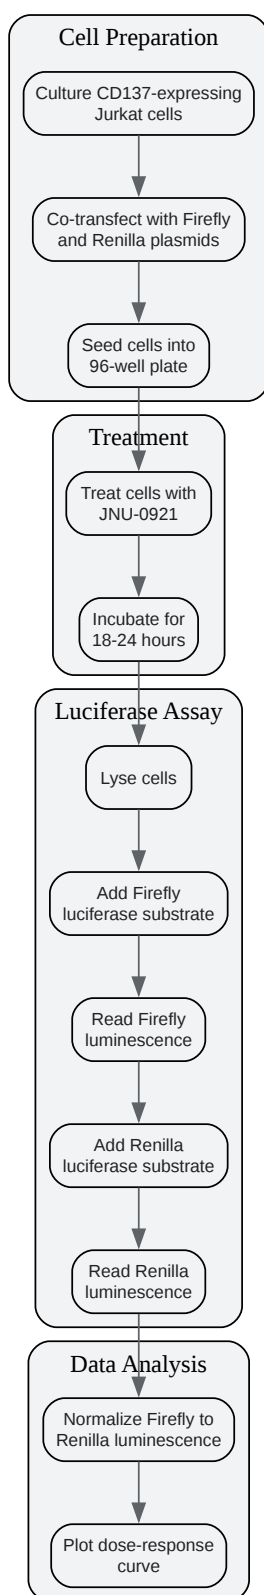 Cell Preparation
Culture CD137-expressing
Jurkat cells
Co-transfect with Firefly
and Renilla plasmids
Seed cells into
96-well plate
Treatment
Treat cells with
JNU-0921
Incubate for
18-24 hours
Luciferase Assay
Lyse cells
Add Firefly
luciferase substrate
Read Firefly
luminescence
Add Renilla
luciferase substrate
Read Renilla
luminescence
Data Analysis
Normalize Firefly to
Renilla luminescence
Plot dose-response
curve